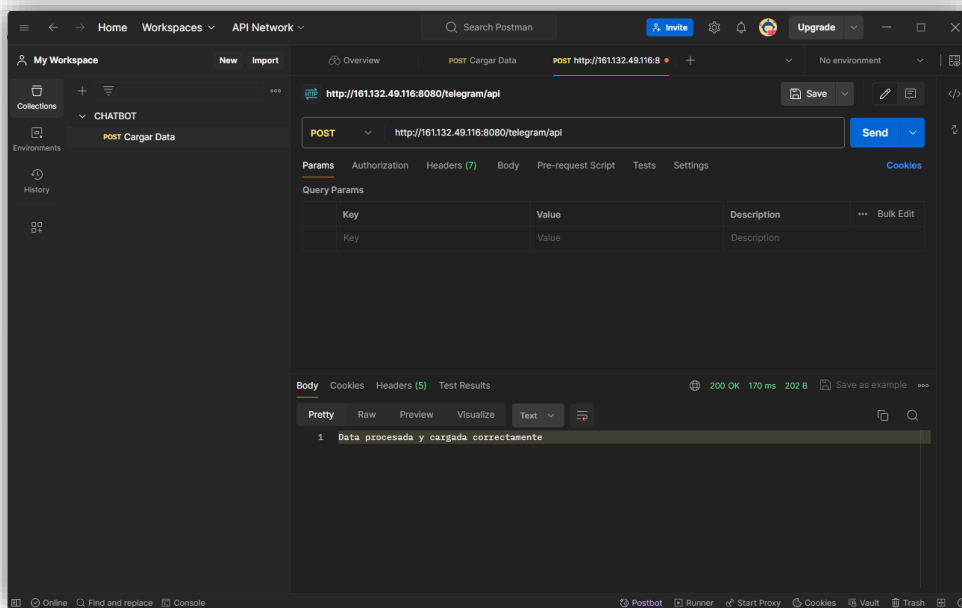 Home Workspaces API Network Search Postman Invite Upgrade
My Workspace New Import Overview POST Cargar Data POST http://161.132.49.116:8 No environment
Collections
Environments
History
CHATBOT
POST Cargar Data
HTTP http://161.132.49.116:8080/telegram/api Save
POST http://161.132.49.116:8080/telegram/api Send
Params Authorization Headers (7) Body Pre-request Script Tests Settings Cookies
Query Params
Key Value Description Bulk Edit
Key Value Description
Body Cookies Headers (5) Test Results 200 OK 170 ms 202 B Save as example
Pretty Raw Preview Visualize Text
1 Data procesada y cargada correctamente
Online Find and replace Console Postbot Runner Start Proxy Cookies Vault Trash